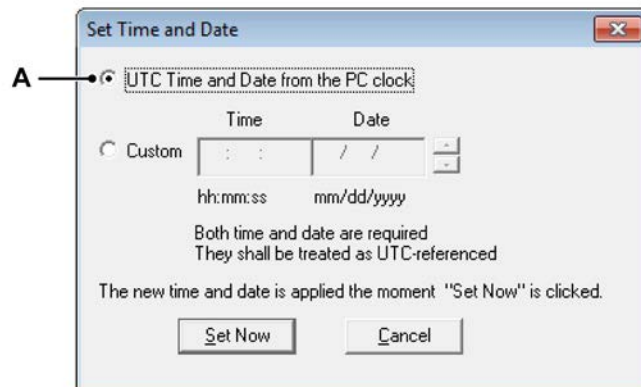 Set Time and Date
A
UTC Time and Date from the PC clock
Time Date
Custom : : / /
hh:mm:ss mm/dd/yyyy
Both time and date are required
They shall be treated as UTC-referenced
The new time and date is applied the moment "Set Now" is clicked.
Set Now Cancel